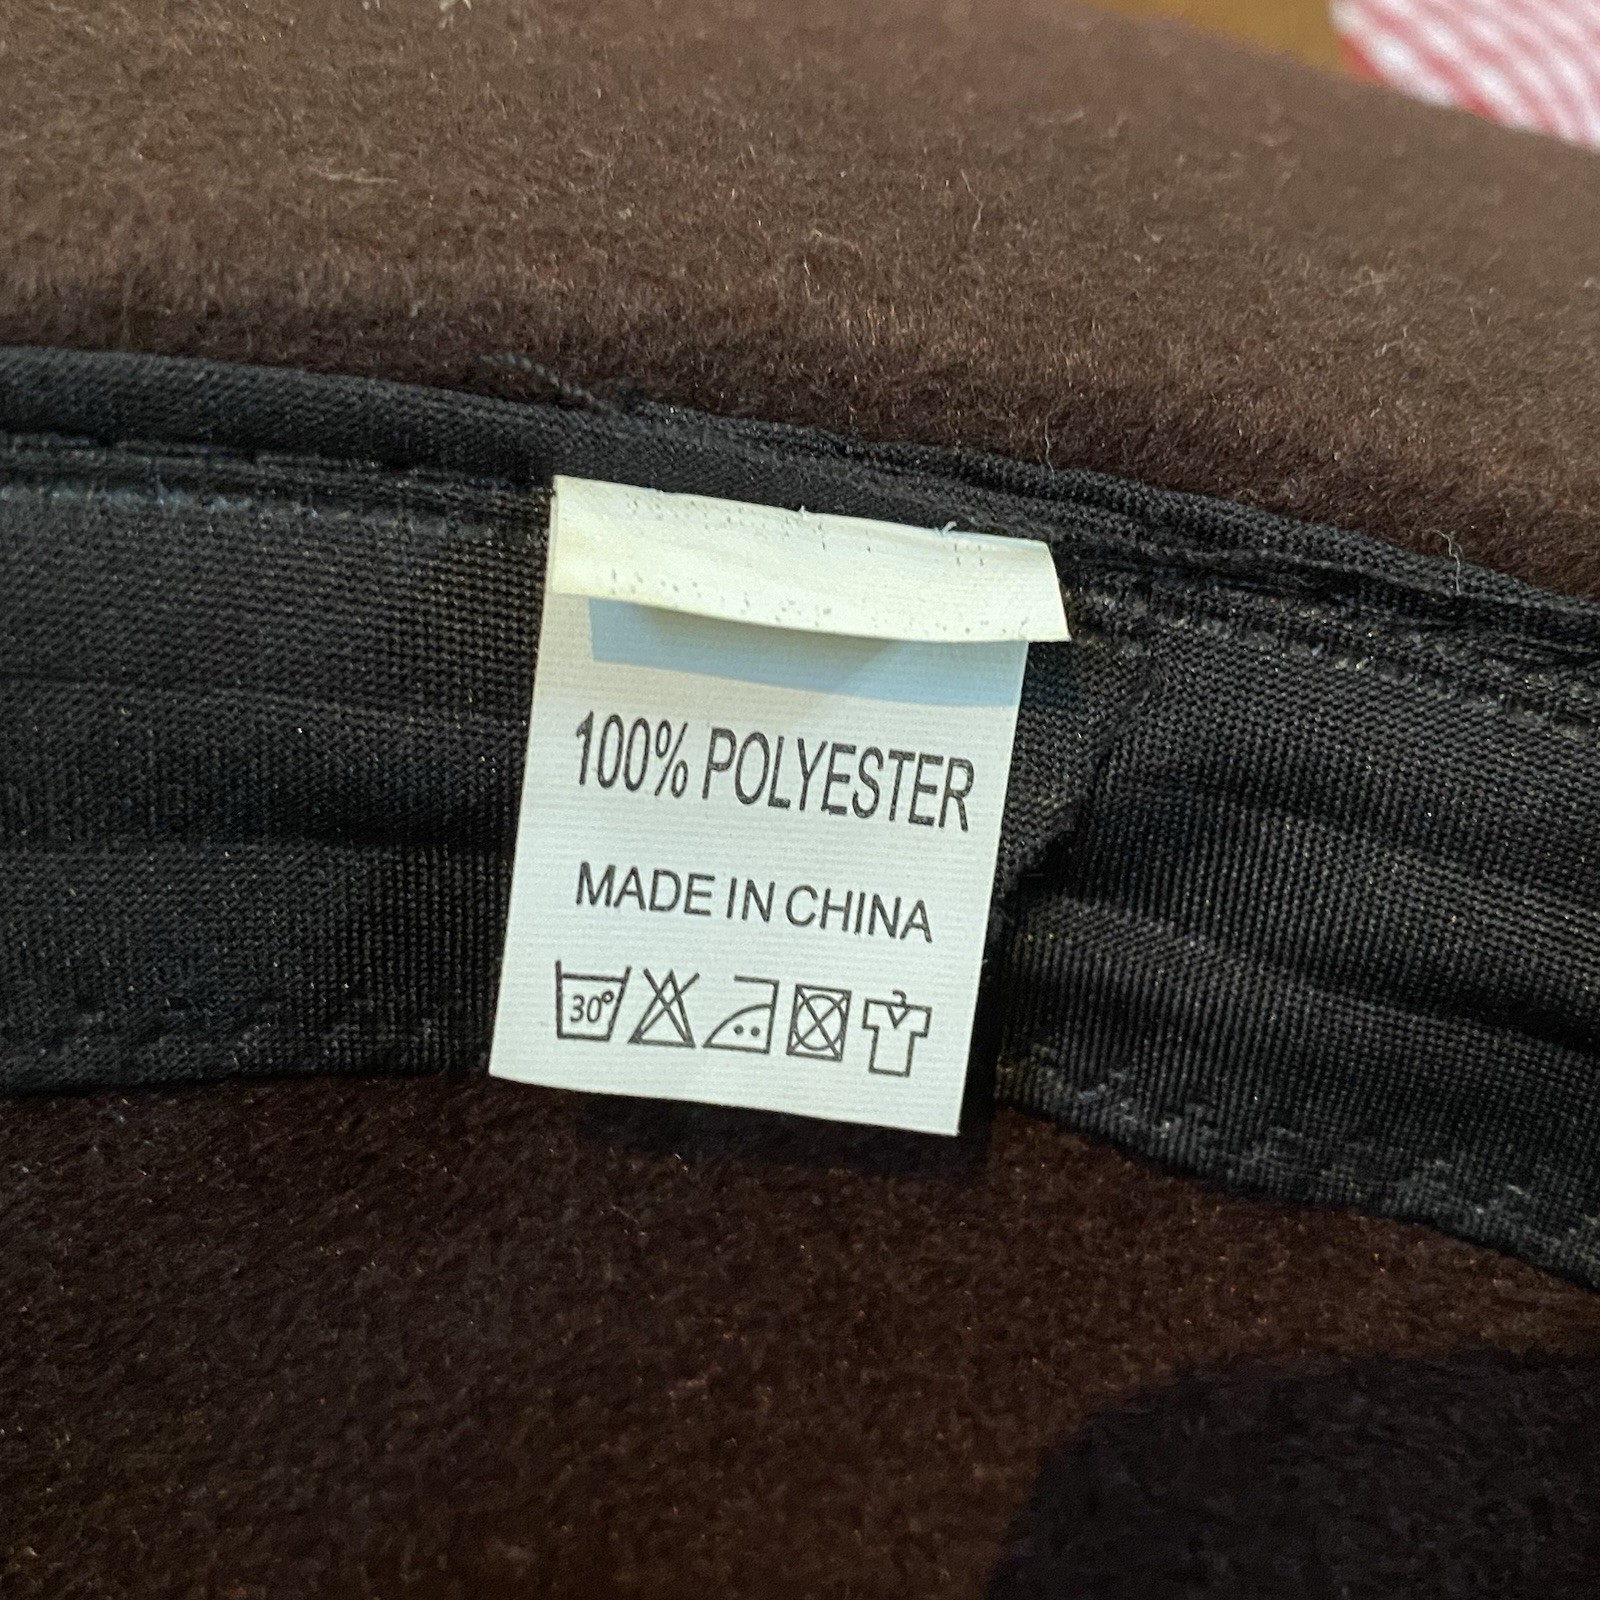 100% POLYESTER
MADE IN CHINA
30°